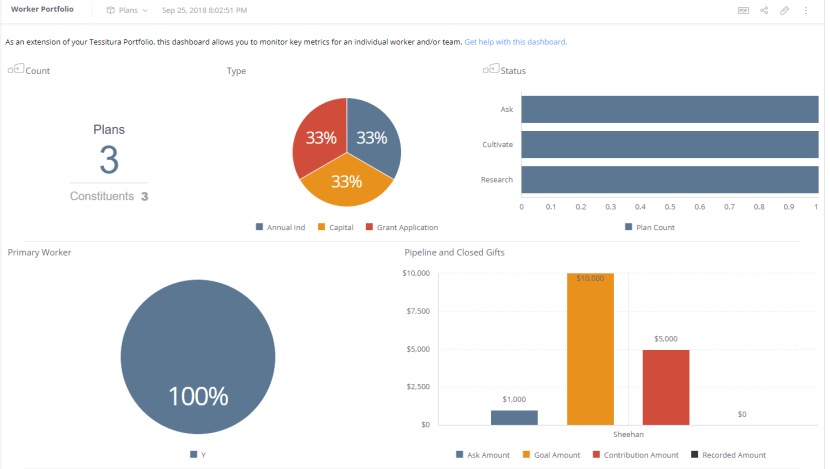 Worker Portfolio
Plans
Sep 25, 2018 8:02:51 PM
PDF
As an extension of your Tessitura Portfolio, this dashboard allows you to monitor key metrics for an individual worker and/or team. Get help with this dashboard.
Count
Type
Status
Plans
3
Constituents 3
33%
33%
33%
Annual Ind
Capital
Grant Application
Ask
Cultivate
Research
0 0.1 0.2 0.3 0.4 0.5 0.6 0.7 0.8 0.9 1
Plan Count
Primary Worker
100%
Y
Pipeline and Closed Gifts
$10,000
$7,500
$5,000
$2,500
$0
$1,000
$10,000
$5,000
$0
Sheehan
Ask Amount
Goal Amount
Contribution Amount
Recorded Amount